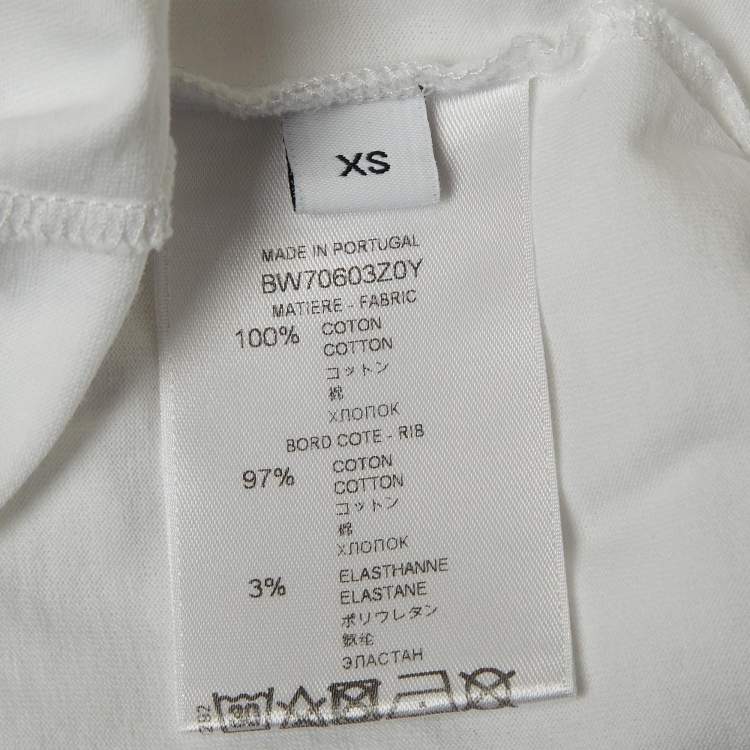 XS
MADE IN PORTUGAL
BW70603Z0Y
MATIERE - FABRIC
100% COTON
COTTON
コットン
棉
ХЛОПОК
BORD COTE - RIB
97% COTON
COTTON
コットン
棉
ХЛОПОК
3% ELASTHANNE
ELASTANE
ポリウレタン
氨纶
ЭЛАСТАН
30